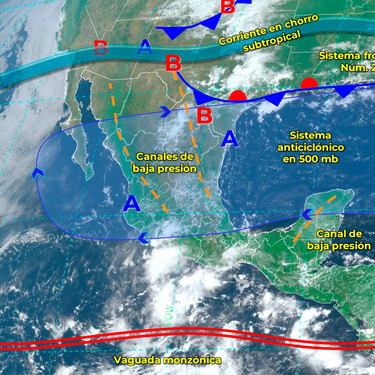 B
Corriente en chorro
subtropical
B
A
B
Sistema fro
Núm. 2
B
A
Sistema
anticiclónico
en 500 mb
Canales de
baja presión
A
Canal de
baja presión
Vaguada monzónica